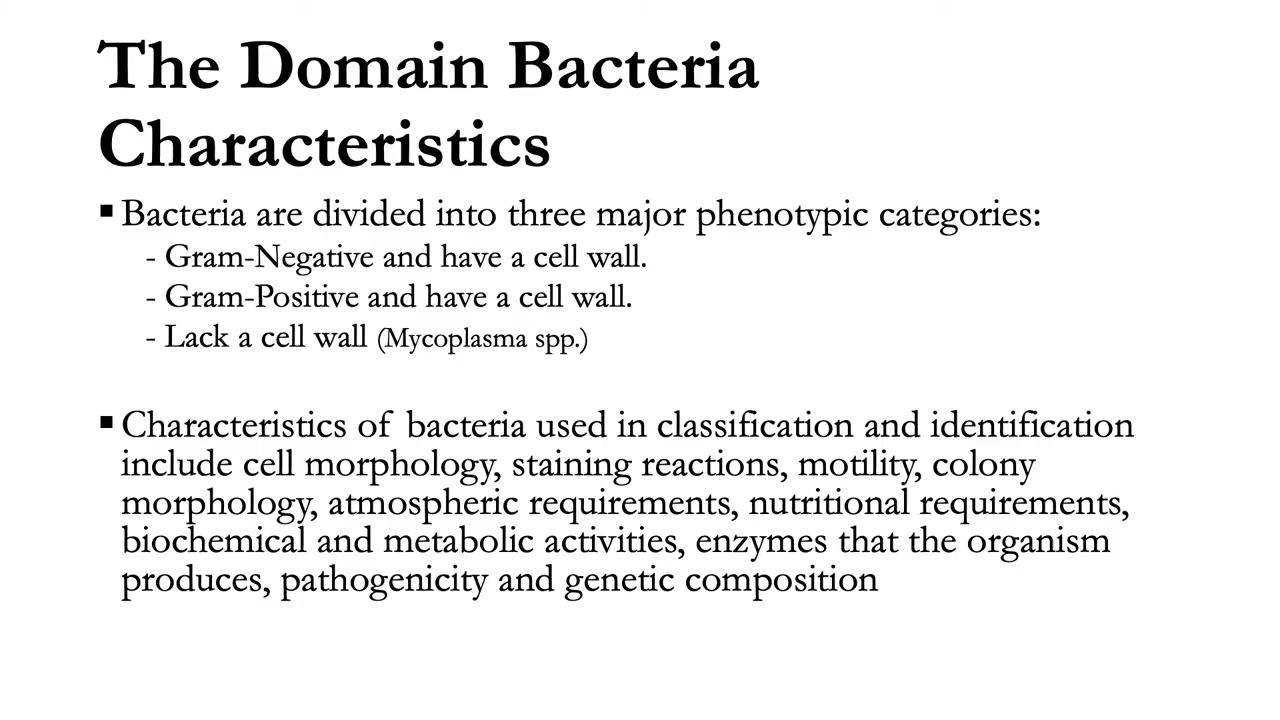 The Domain Bacteria
Characteristics
▪ Bacteria are divided into three major phenotypic categories:
- Gram-Negative and have a cell wall.
- Gram-Positive and have a cell wall.
- Lack a cell wall (Mycoplasma spp.)
▪ Characteristics of bacteria used in classification and identification
include cell morphology, staining reactions, motility, colony
morphology, atmospheric requirements, nutritional requirements,
biochemical and metabolic activities, enzymes that the organism
produces, pathogenicity and genetic composition